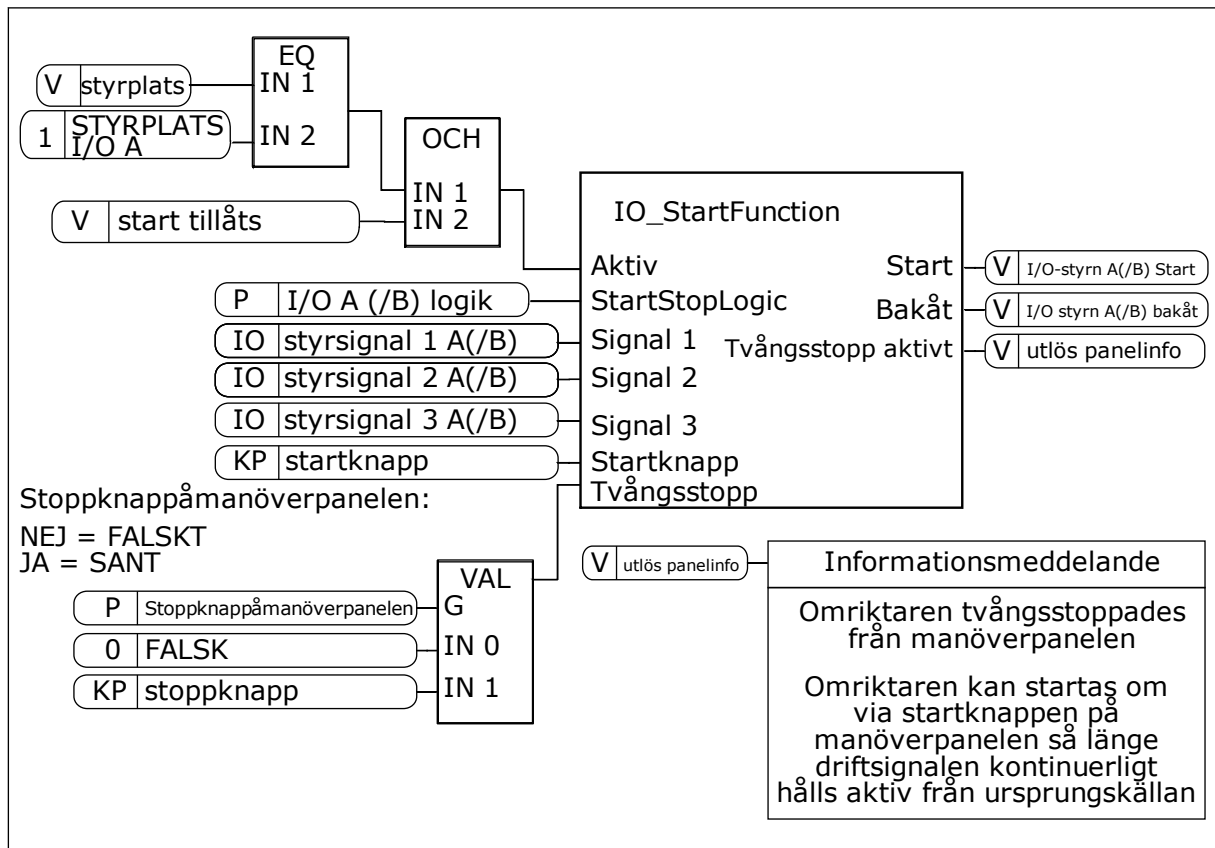 EQ
V styrplats
IN 1
1 STYRPLATS
I/O A
IN 2
OCH
IN 1
V start tillåts
IN 2
IO_StartFunction
Aktiv
Start
V I/O-styrn A(/B) Start
P I/O A (/B) logik
StartStopLogic
Bakåt
V I/O styrn A(/B) bakåt
IO styrsignal 1 A(/B)
Signal 1
Tvångsstopp aktivt
V utlös panelinfo
IO styrsignal 2 A(/B)
Signal 2
IO styrsignal 3 A(/B)
Signal 3
KP startknapp
Startknapp
Tvångsstopp
Stoppknappåmanöverpanelen:
NEJ = FALSKT
JA = SANT
VAL
P Stoppknappåmanöverpanelen
G
0 FALSK
IN 0
KP stoppknapp
IN 1
V utlös panelinfo
Informationsmeddelande
Omriktaren tvångsstoppades
från manöverpanelen
Omriktaren kan startas om
via startknappen på
manöverpanelen så länge
driftsignalen kontinuerligt
hålls aktiv från ursprungskällan